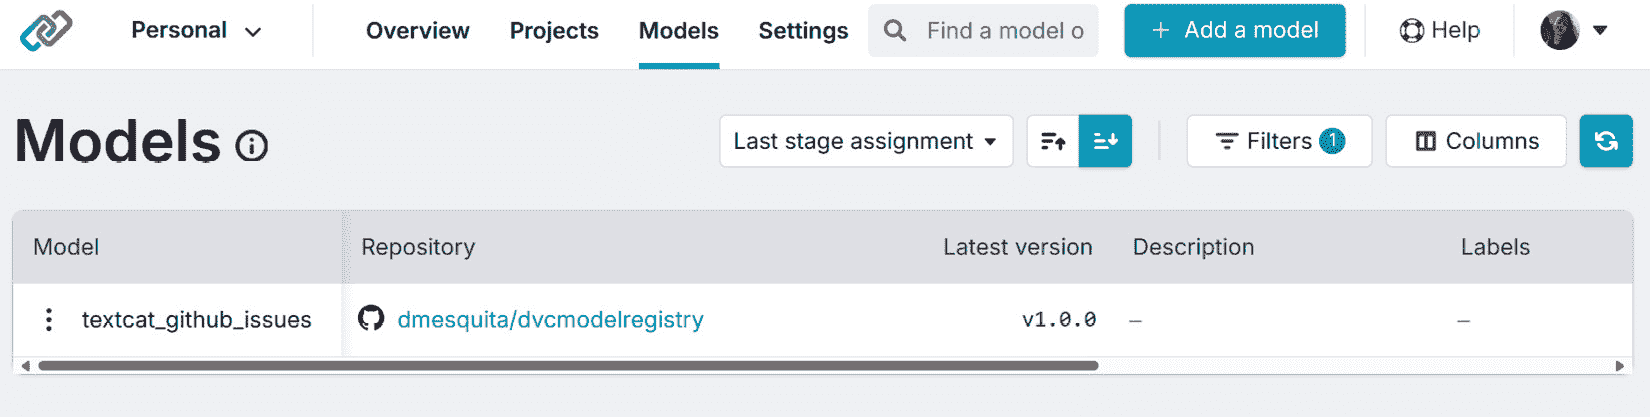 Personal Overview Projects Models Settings Find a model o + Add a model Help
Models Last stage assignment Filters 1 Columns
Model Repository Latest version Description Labels
textcat_github_issues dmesquita/dvcmodelregistry v1.0.0 – –